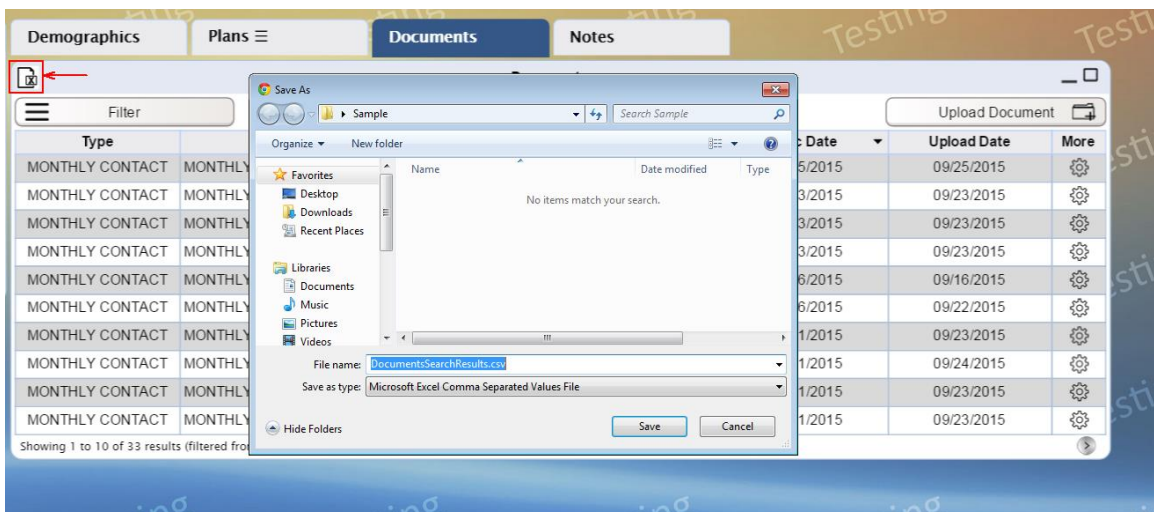 Testing Testing
Demographics Plans Documents Notes
Save As
Sample Search Sample
Filter Upload Document
Organize New folder
Type Date Upload Date More
Favorites Name Date modified Type
MONTHLY CONTACT MONTHLY 5/2015 09/25/2015
Desktop
No items match your search.
MONTHLY CONTACT MONTHLY 3/2015 09/23/2015
Downloads
Recent Places
MONTHLY CONTACT MONTHLY 3/2015 09/23/2015
MONTHLY CONTACT MONTHLY 3/2015 09/23/2015
Libraries
MONTHLY CONTACT MONTHLY 6/2015 09/16/2015
Documents
MONTHLY CONTACT MONTHLY 6/2015 09/22/2015
Music
Pictures
MONTHLY CONTACT MONTHLY 1/2015 09/23/2015
Videos
MONTHLY CONTACT MONTHLY 1/2015 09/24/2015
File name: DocumentsSearchResults.csv
Save as type: Microsoft Excel Comma Separated Values File
MONTHLY CONTACT MONTHLY 1/2015 09/23/2015
MONTHLY CONTACT MONTHLY 1/2015 09/23/2015
Hide Folders Save Cancel
Showing 1 to 10 of 33 results (filtered